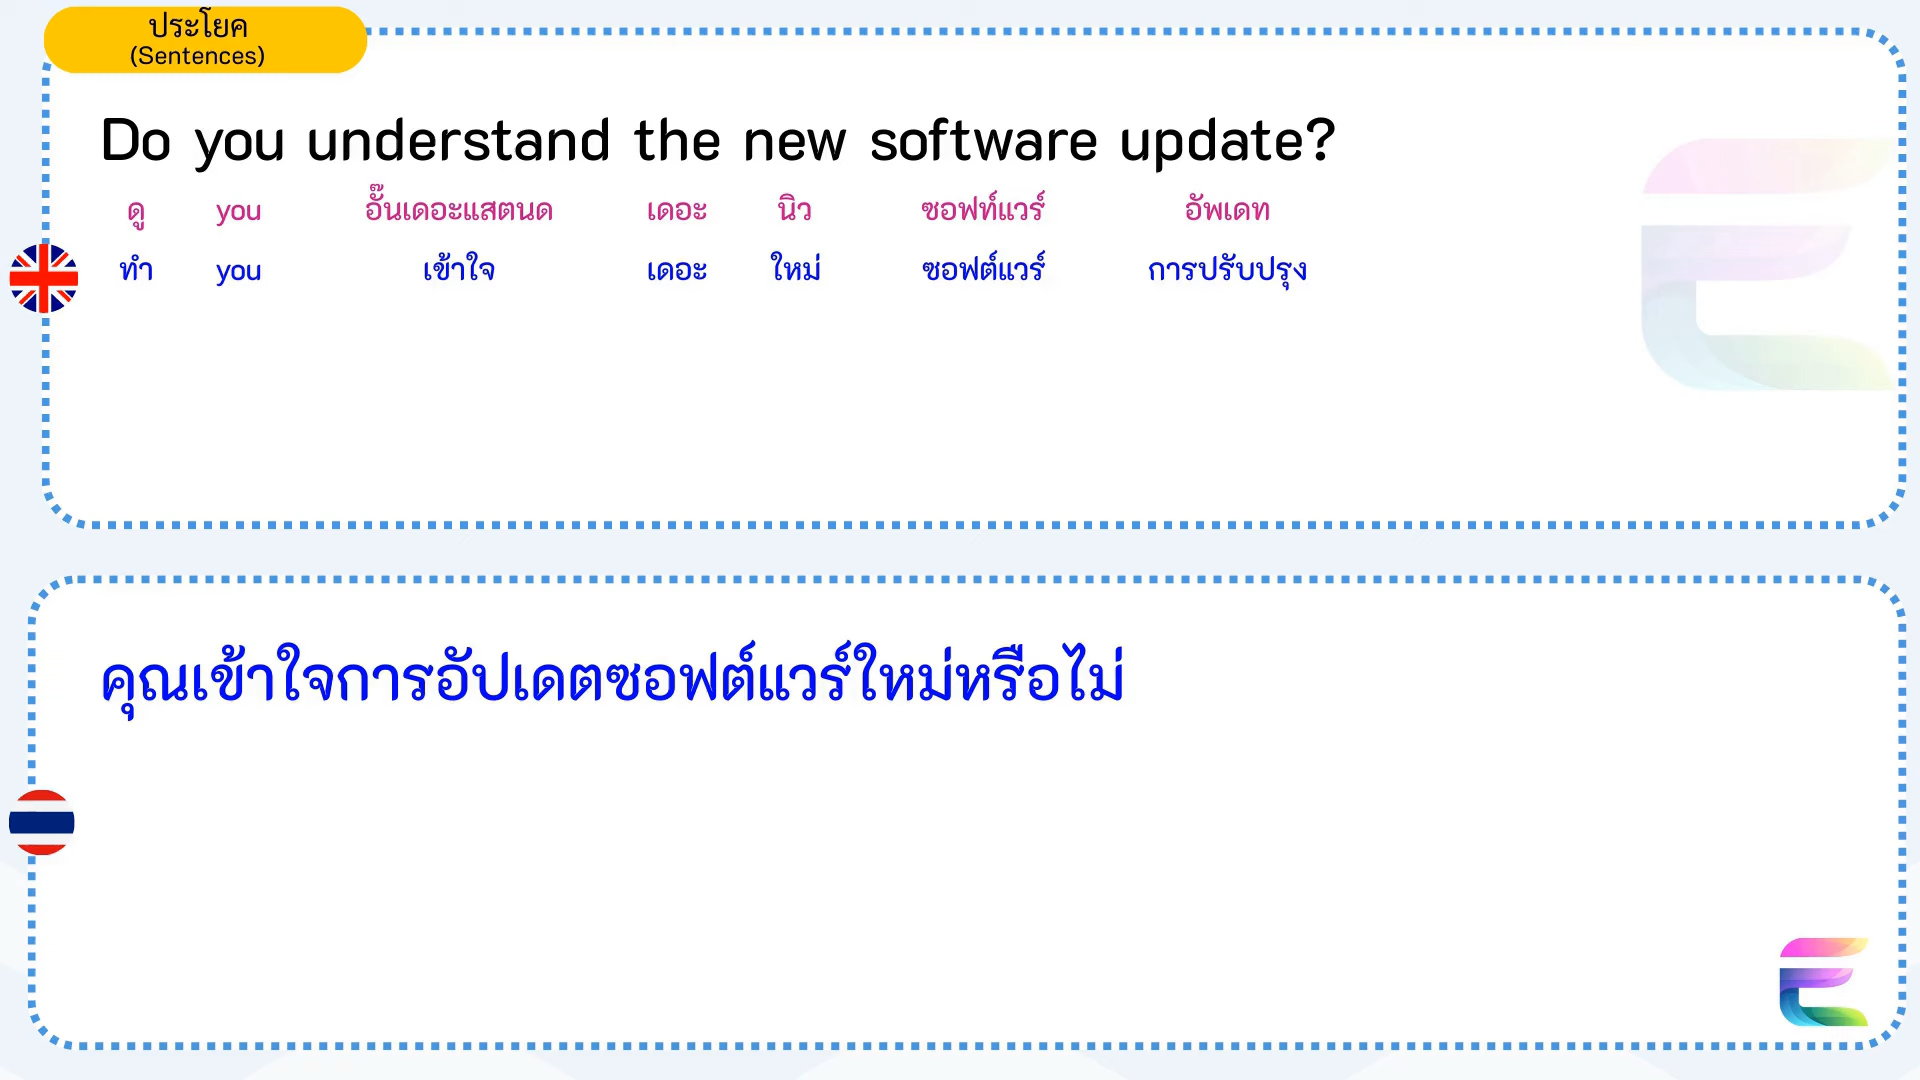 ประโยค
(Sentences)
Do you understand the new software update?
ดู you อั๊นเดอะแสตนด เดอะ นิว ซอฟท์แวร์ อัพเดท
ทำ you เข้าใจ เดอะ ใหม่ ซอฟต์แวร์ การปรับปรุง
คุณเข้าใจการอัปเดตซอฟต์แวร์ใหม่หรือไม่